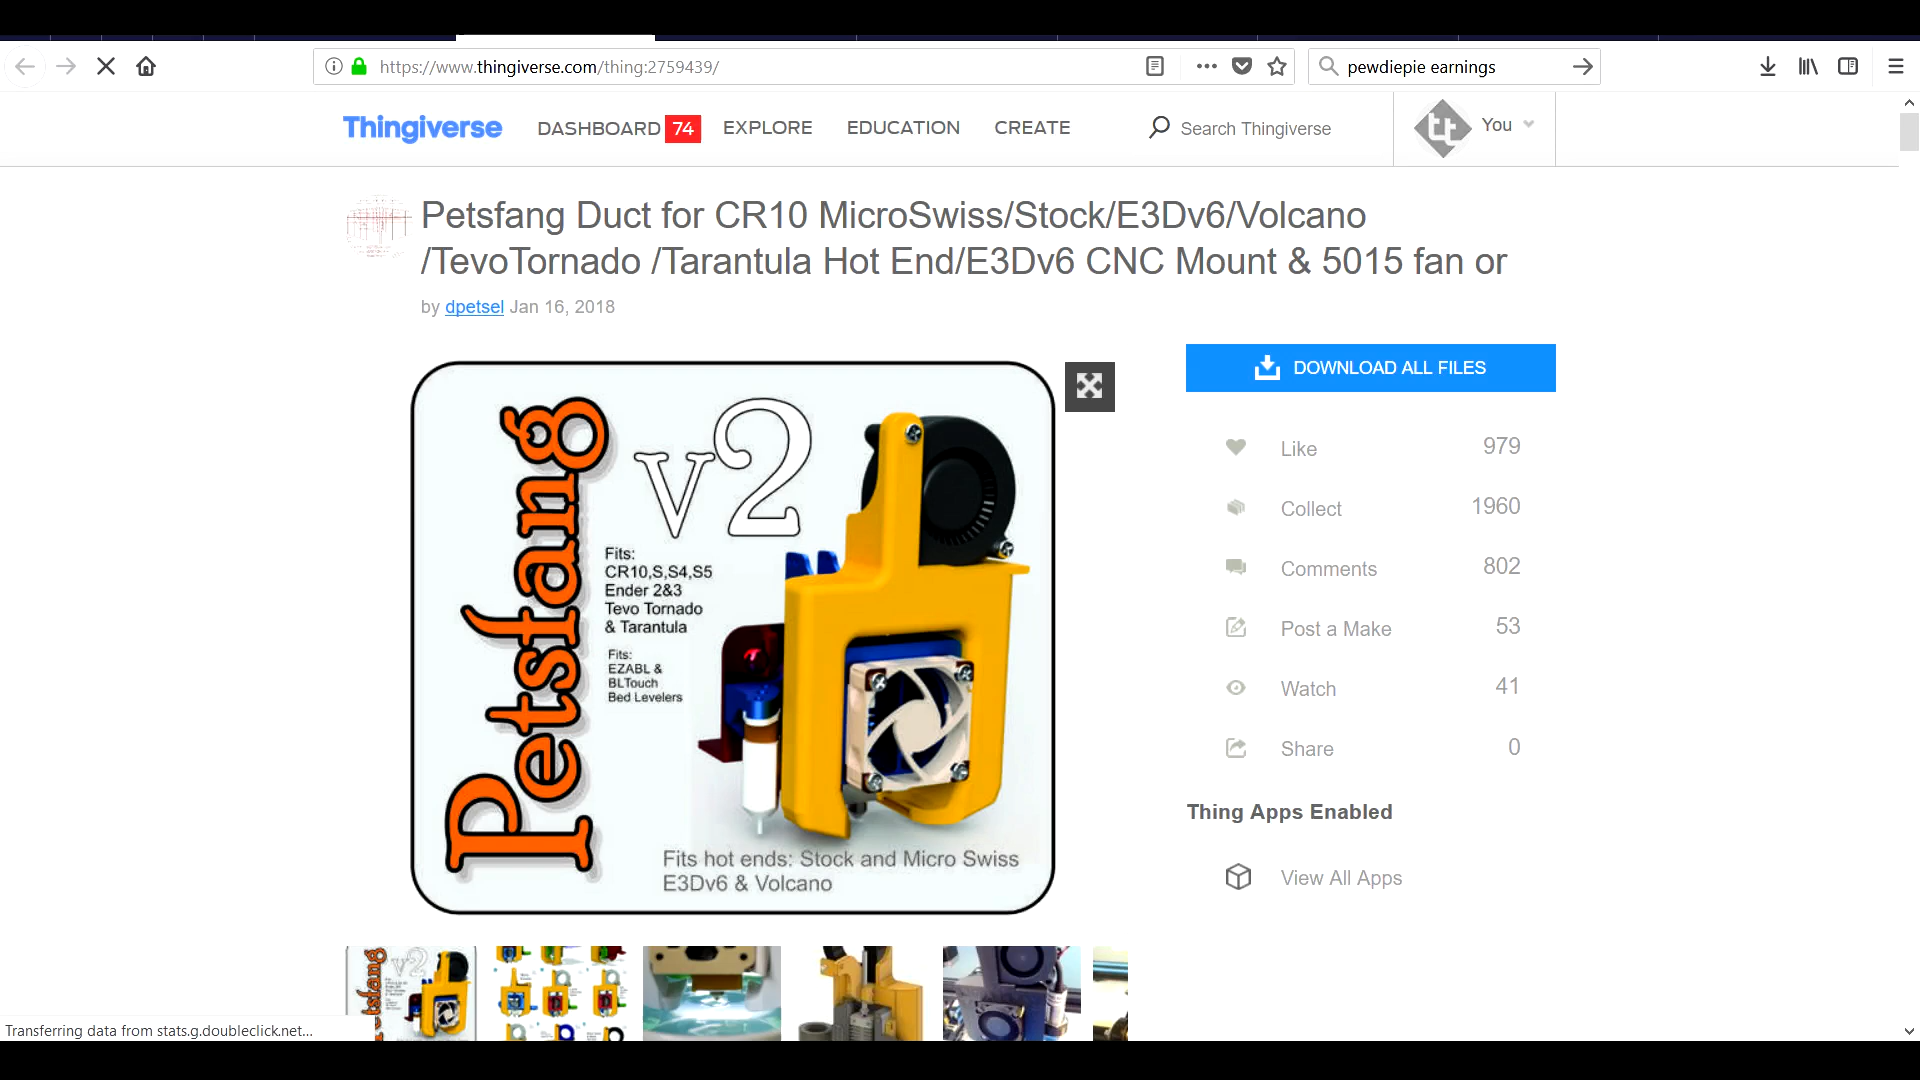 https://www.thingiverse.com/thing:2759439/
pewdiepie earnings
Thingiverse
DASHBOARD 74
EXPLORE
EDUCATION
CREATE
Search Thingiverse
You
Petsfang Duct for CR10 MicroSwiss/Stock/E3Dv6/Volcano
/TevoTornado /Tarantula Hot End/E3Dv6 CNC Mount & 5015 fan or
by dpetsel Jan 16, 2018
Petsfang
v2
Fits:
CR10,S,S4,S5
Ender 2&3
Tevo Tornado
& Tarantula
Fits:
EZABL &
BLTouch
Bed Levelers
Fits hot ends: Stock and Micro Swiss
E3Dv6 & Volcano
DOWNLOAD ALL FILES
Like 979
Collect 1960
Comments 802
Post a Make 53
Watch 41
Share 0
Thing Apps Enabled
View All Apps
Petsfang
v2
Transferring data from stats.g.doubleclick.net...